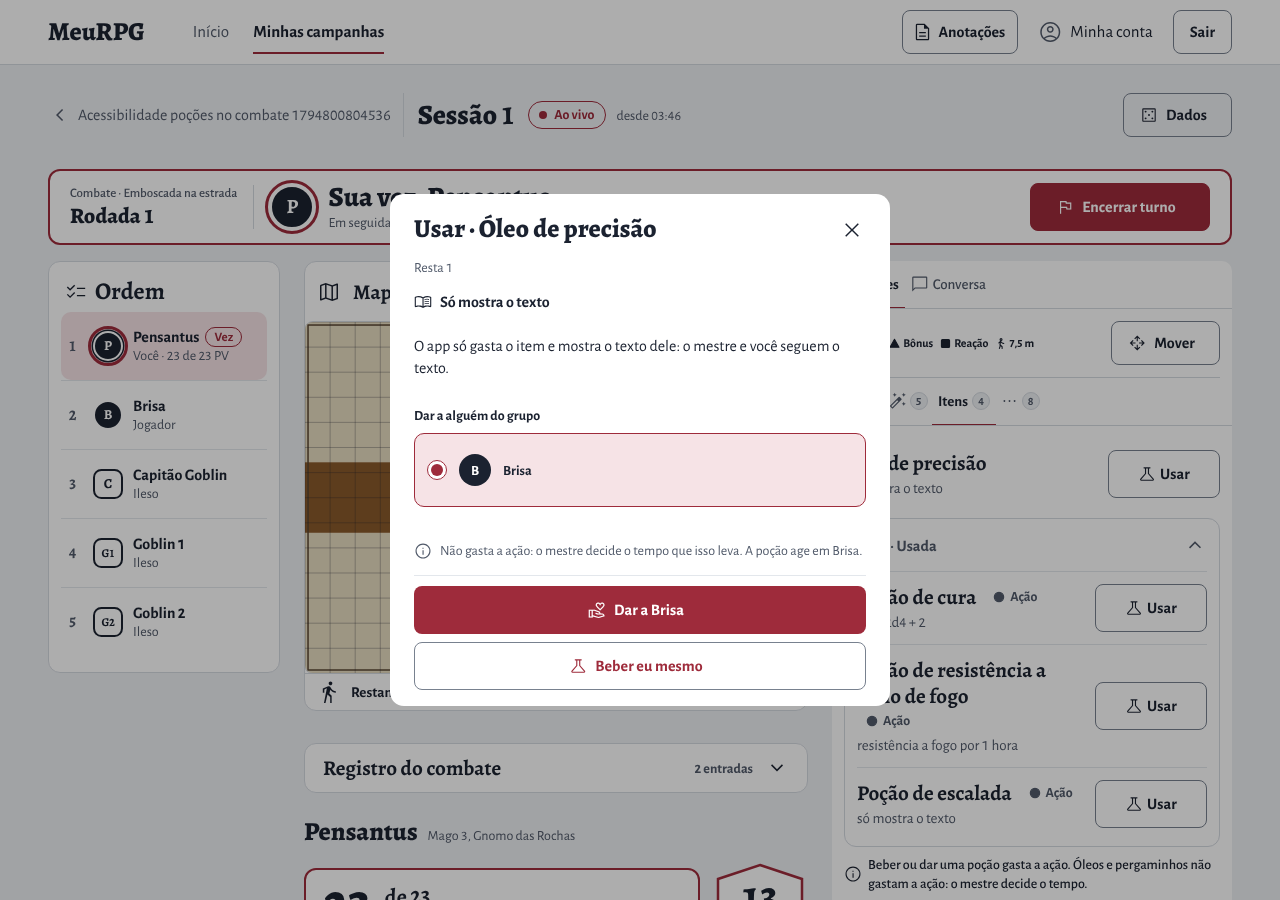 MeuRPG
Início
Minhas campanhas
Anotações
Minha conta
Sair
Acessibilidade poções no combate 1794800804536
Sessão 1
Ao vivo
desde 03:46
Dados
Combate · Emboscada na estrada
Rodada 1
P
Em seguida
Encerrar turno
Ordem
1
P
Pensantus
Vez
Você · 23 de 23 PV
2
B
Brisa
Jogador
3
C
Capitão Goblin
Ileso
4
G1
Goblin 1
Ileso
5
G2
Goblin 2
Ileso
Usar · Óleo de precisão
Resta 1
Só mostra o texto
O app só gasta o item e mostra o texto dele: o mestre e você seguem o
texto.
Dar a alguém do grupo
B
Brisa
Não gasta a ação: o mestre decide o tempo que isso leva. A poção age em Brisa.
Dar a Brisa
Beber eu mesmo
Conversa
Bônus
Reação
7,5 m
Mover
5
Itens
4
8
de precisão
o texto
Usar
· Usada
de cura
Ação
d4 + 2
Usar
de resistência a
de fogo
Ação
resistência a fogo por 1 hora
Usar
Poção de escalada
Ação
só mostra o texto
Usar
Beber ou dar uma poção gasta a ação. Óleos e pergaminhos não
gastam a ação: o mestre decide o tempo.
Registro do combate
2 entradas
Pensantus
Mago 3, Gnomo das Rochas
de 23
13